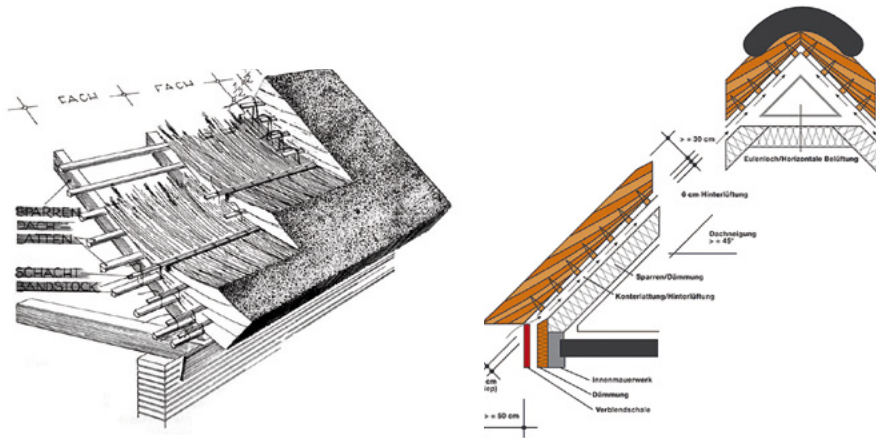 FACH FACH
SPARREN
DACH
LATTEN
SCHACHT
BANDSTOCK
Eulenloch/Horizontale Belüftung
> = 30 cm
6 cm Hinterlüftung
Dachneigung
> = 45°
Sparren/Dämmung
Konterlattung/Hinterlüftung
cm
Innenmauerwerk
Dämmung
Verblendschale
> = 50 cm